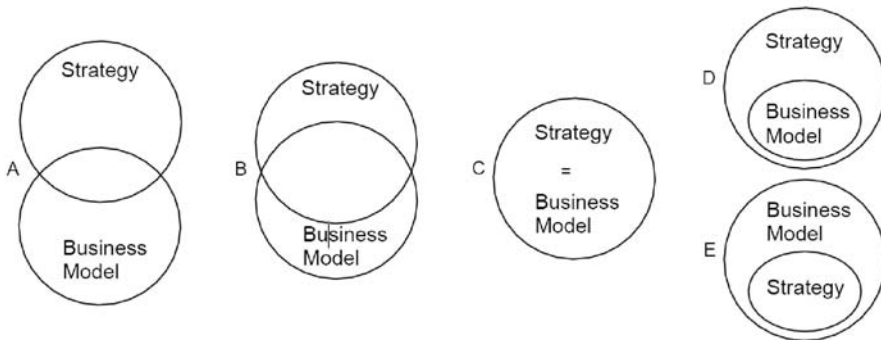 A
Strategy
Business
Model
B
Strategy
Business
Model
C
Strategy
=
Business
Model
D
Strategy
Business
Model
E
Business
Model
Strategy